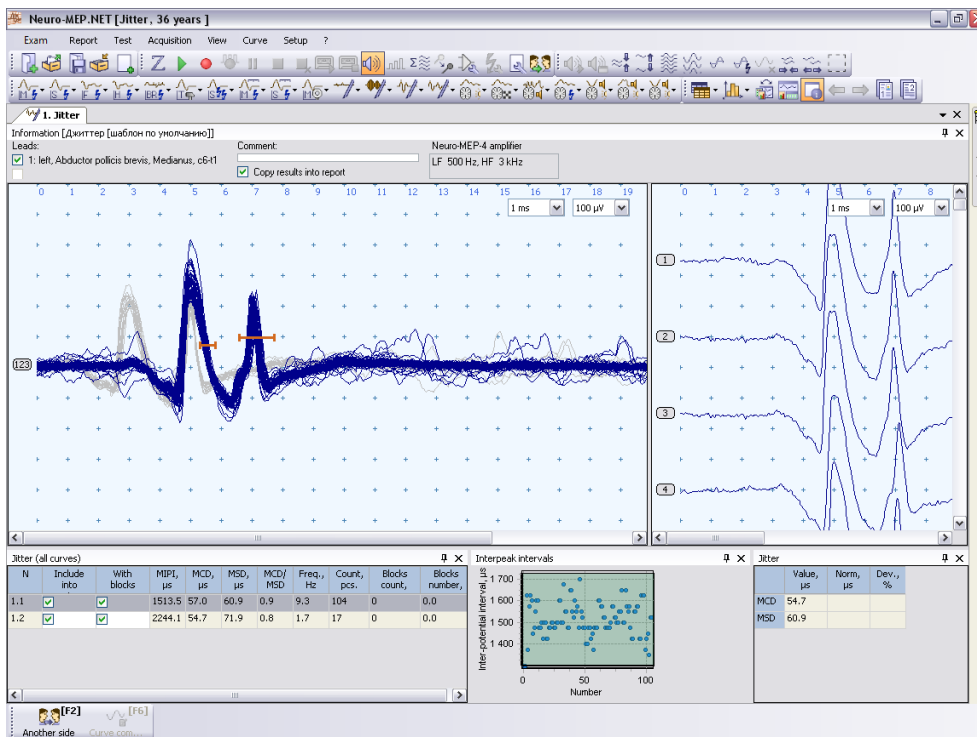 Neuro-MEP.NET [Jitter, 36 years ]
Exam Report Test Acquisition View Curve Setup ?
1. Jitter
Information [Джиттер [шаблон по умолчанию]]
Leads: Comment: Neuro-MEP-4 amplifier
1: left, Abductor pollicis brevis, Medianus, c6-t1 LF 500 Hz, HF 3 kHz
Copy results into report
0 1 2 3 4 5 6 7 8 9 10 11 12 13 14 15 16 17 18 19
1 ms 100 µV
123
0 2 3 4 5 6 7 8
1 ms 100 µV
1
2
3
4
Jitter (all curves)
N Include into With blocks MIPI, µs MCD, µs MSD, µs MCD/ MSD Freq., Hz Count, pcs. Blocks count, Blocks number,
1.1 1513.5 57.0 60.9 0.9 9.3 104 0 0.0
1.2 2244.1 54.7 71.9 0.8 1.7 17 0 0.0
Interpeak intervals
Inter-potential interval, µs
1 700
1 600
1 500
1 400
0 50 100
Number
Jitter
Value, µs Norm, µs Dev., %
MCD 54.7
MSD 60.9
[F2] [F6]
Another side Curve com...